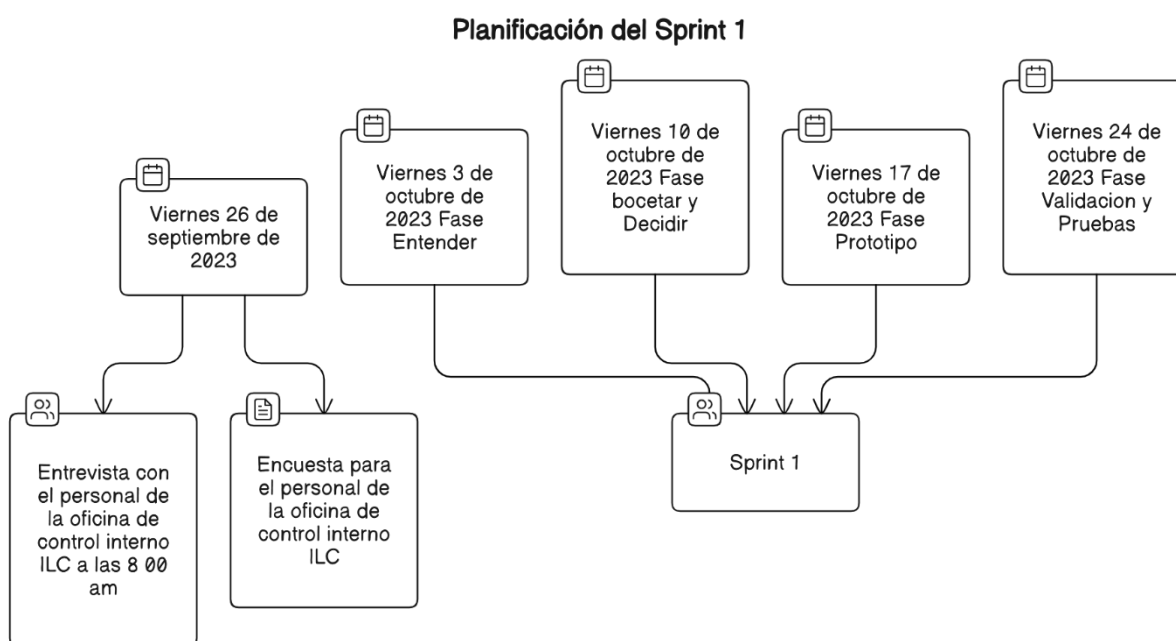 Planificación del Sprint 1
Viernes 26 de
septiembre de
2023
Viernes 3 de
octubre de
2023 Fase
Entender
Viernes 10 de
octubre de
2023 Fase
bocetar y
Decidir
Viernes 17 de
octubre de
2023 Fase
Prototipo
Viernes 24 de
octubre de
2023 Fase
Validacion y
Pruebas
Entrevista con
el personal de
la oficina de
control interno
ILC a las 8 00
am
Encuesta para
el personal de
la oficina de
control interno
ILC
Sprint 1